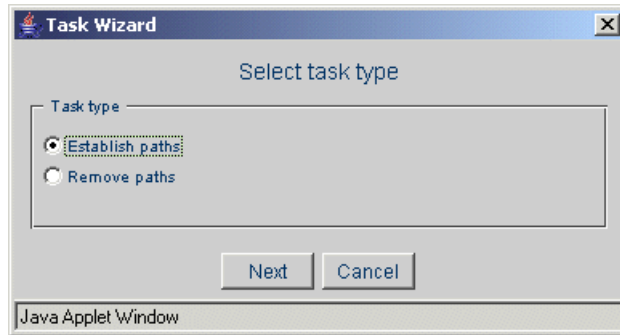 Task Wizard
Select task type
Task type
Establish paths
Remove paths
Next
Cancel
Java Applet Window